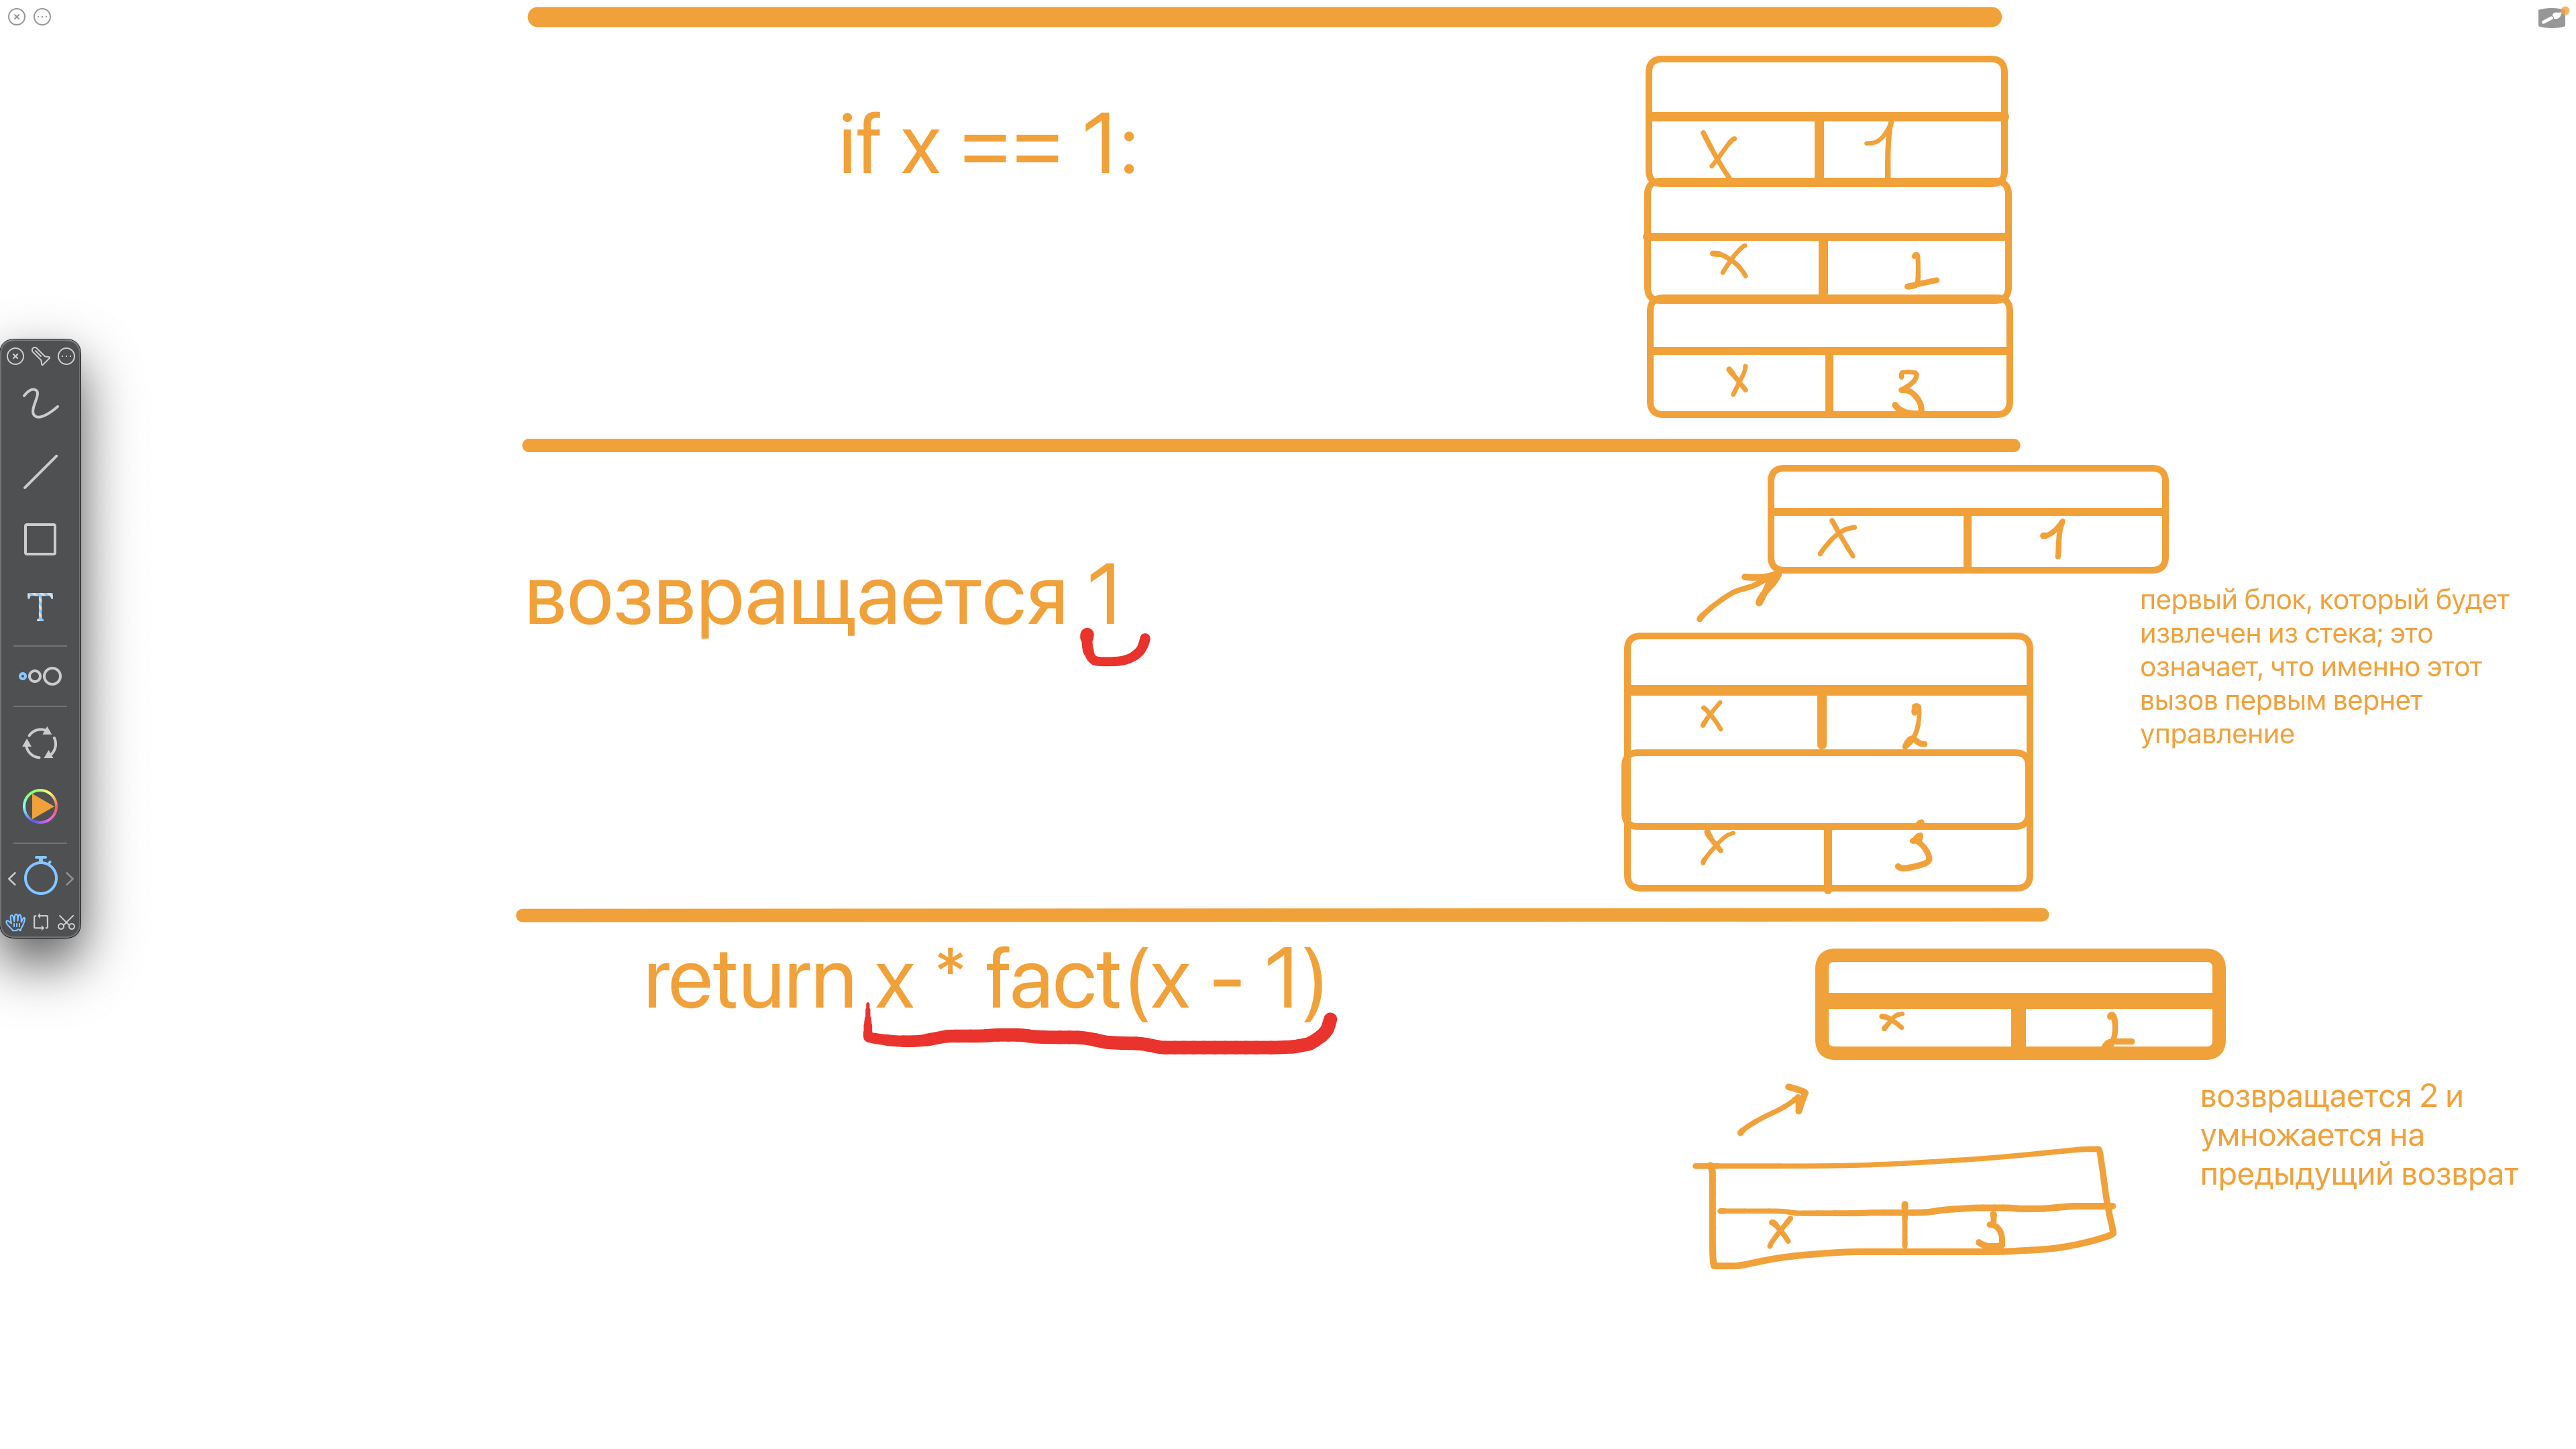 if x == 1:
x 1
x 2
x 3
x 1
возвращается 1
первый блок, который будет
извлечен из стека; это
означает, что именно этот
вызов первым вернет
управление
x 2
x 3
return x * fact(x - 1)
x 2
возвращается 2 и
умножается на
предыдущий возврат
x 3